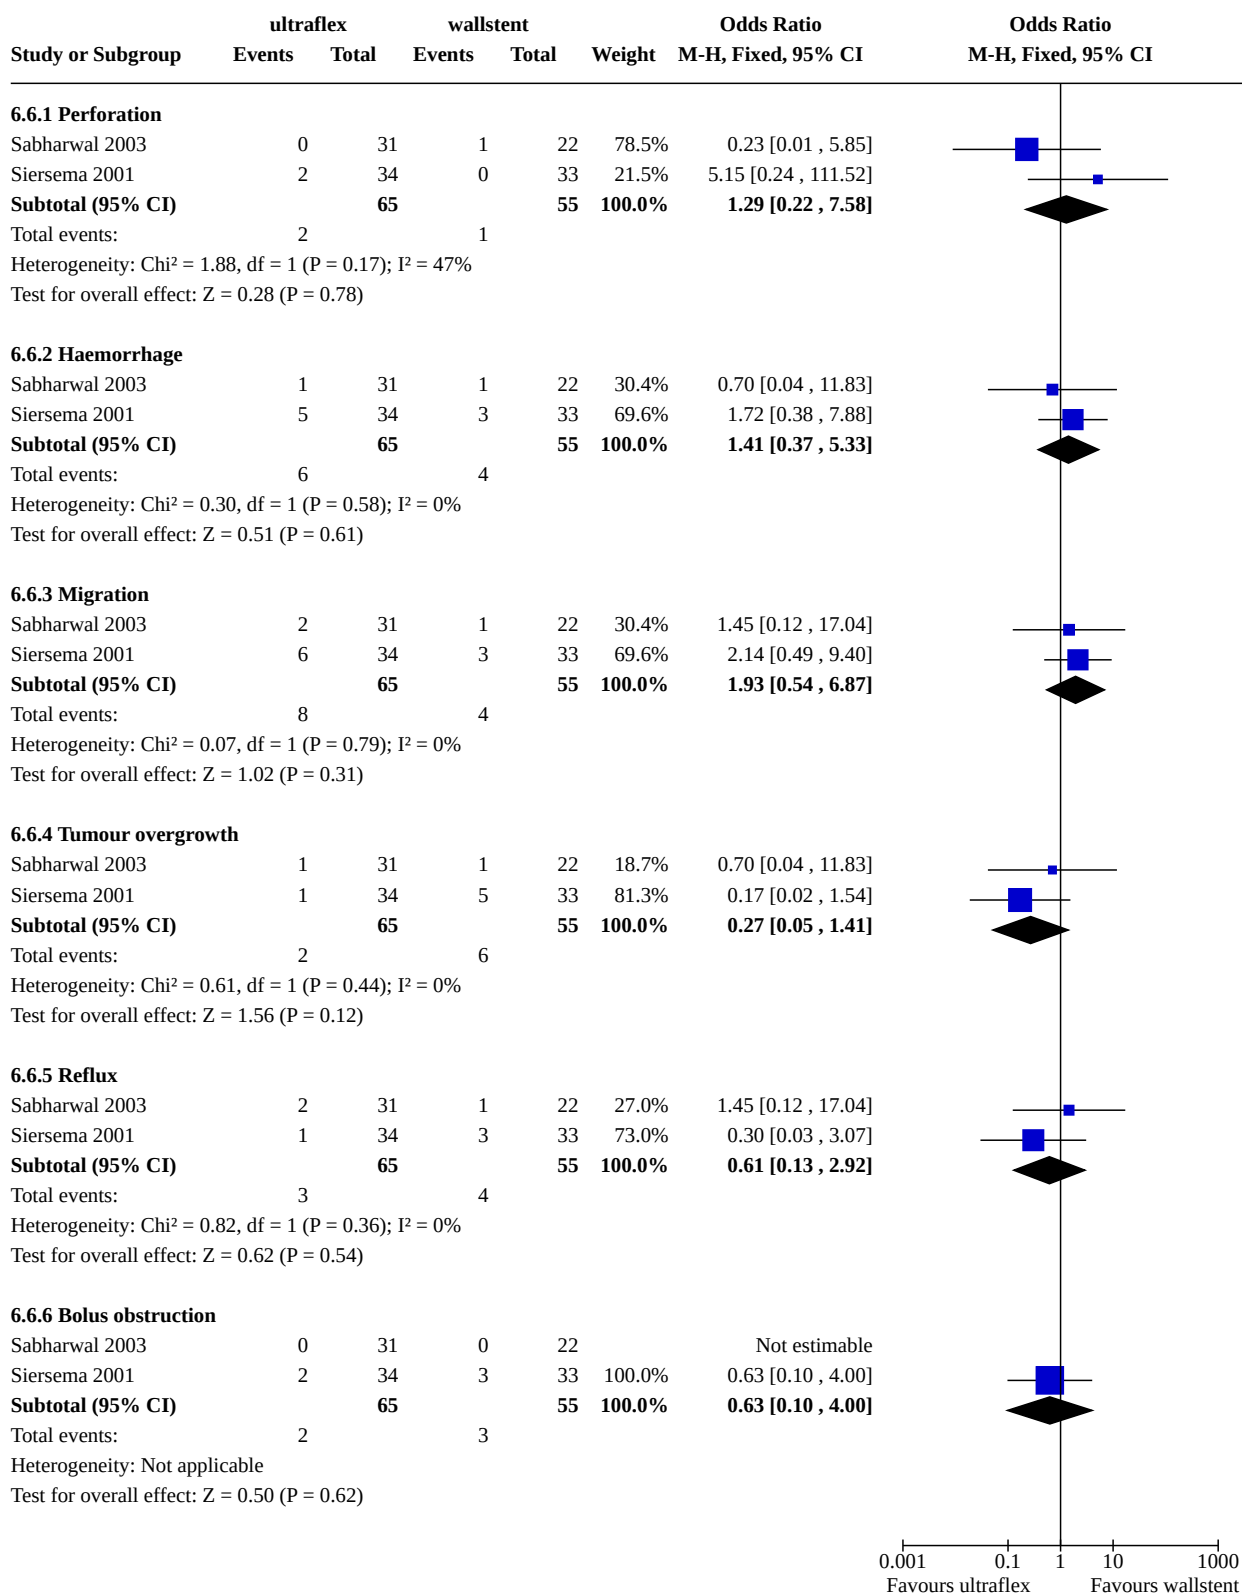 ultraflex wallstent Odds Ratio Odds Ratio
Study or Subgroup Events Total Events Total Weight M-H, Fixed, 95% CI M-H, Fixed, 95% CI
6.6.1 Perforation
Sabharwal 2003 0 31 1 22 78.5% 0.23 [0.01 , 5.85]
Siersema 2001 2 34 0 33 21.5% 5.15 [0.24 , 111.52]
Subtotal (95% CI) 65 55 100.0% 1.29 [0.22 , 7.58]
Total events: 2 1
Heterogeneity: Chi² = 1.88, df = 1 (P = 0.17); I² = 47%
Test for overall effect: Z = 0.28 (P = 0.78)
6.6.2 Haemorrhage
Sabharwal 2003 1 31 1 22 30.4% 0.70 [0.04 , 11.83]
Siersema 2001 5 34 3 33 69.6% 1.72 [0.38 , 7.88]
Subtotal (95% CI) 65 55 100.0% 1.41 [0.37 , 5.33]
Total events: 6 4
Heterogeneity: Chi² = 0.30, df = 1 (P = 0.58); I² = 0%
Test for overall effect: Z = 0.51 (P = 0.61)
6.6.3 Migration
Sabharwal 2003 2 31 1 22 30.4% 1.45 [0.12 , 17.04]
Siersema 2001 6 34 3 33 69.6% 2.14 [0.49 , 9.40]
Subtotal (95% CI) 65 55 100.0% 1.93 [0.54 , 6.87]
Total events: 8 4
Heterogeneity: Chi² = 0.07, df = 1 (P = 0.79); I² = 0%
Test for overall effect: Z = 1.02 (P = 0.31)
6.6.4 Tumour overgrowth
Sabharwal 2003 1 31 1 22 18.7% 0.70 [0.04 , 11.83]
Siersema 2001 1 34 5 33 81.3% 0.17 [0.02 , 1.54]
Subtotal (95% CI) 65 55 100.0% 0.27 [0.05 , 1.41]
Total events: 2 6
Heterogeneity: Chi² = 0.61, df = 1 (P = 0.44); I² = 0%
Test for overall effect: Z = 1.56 (P = 0.12)
6.6.5 Reflux
Sabharwal 2003 2 31 1 22 27.0% 1.45 [0.12 , 17.04]
Siersema 2001 1 34 3 33 73.0% 0.30 [0.03 , 3.07]
Subtotal (95% CI) 65 55 100.0% 0.61 [0.13 , 2.92]
Total events: 3 4
Heterogeneity: Chi² = 0.82, df = 1 (P = 0.36); I² = 0%
Test for overall effect: Z = 0.62 (P = 0.54)
6.6.6 Bolus obstruction
Sabharwal 2003 0 31 0 22 Not estimable
Siersema 2001 2 34 3 33 100.0% 0.63 [0.10 , 4.00]
Subtotal (95% CI) 65 55 100.0% 0.63 [0.10 , 4.00]
Total events: 2 3
Heterogeneity: Not applicable
Test for overall effect: Z = 0.50 (P = 0.62)
0.001 0.1 1 10 1000
Favours ultraflex Favours wallstent